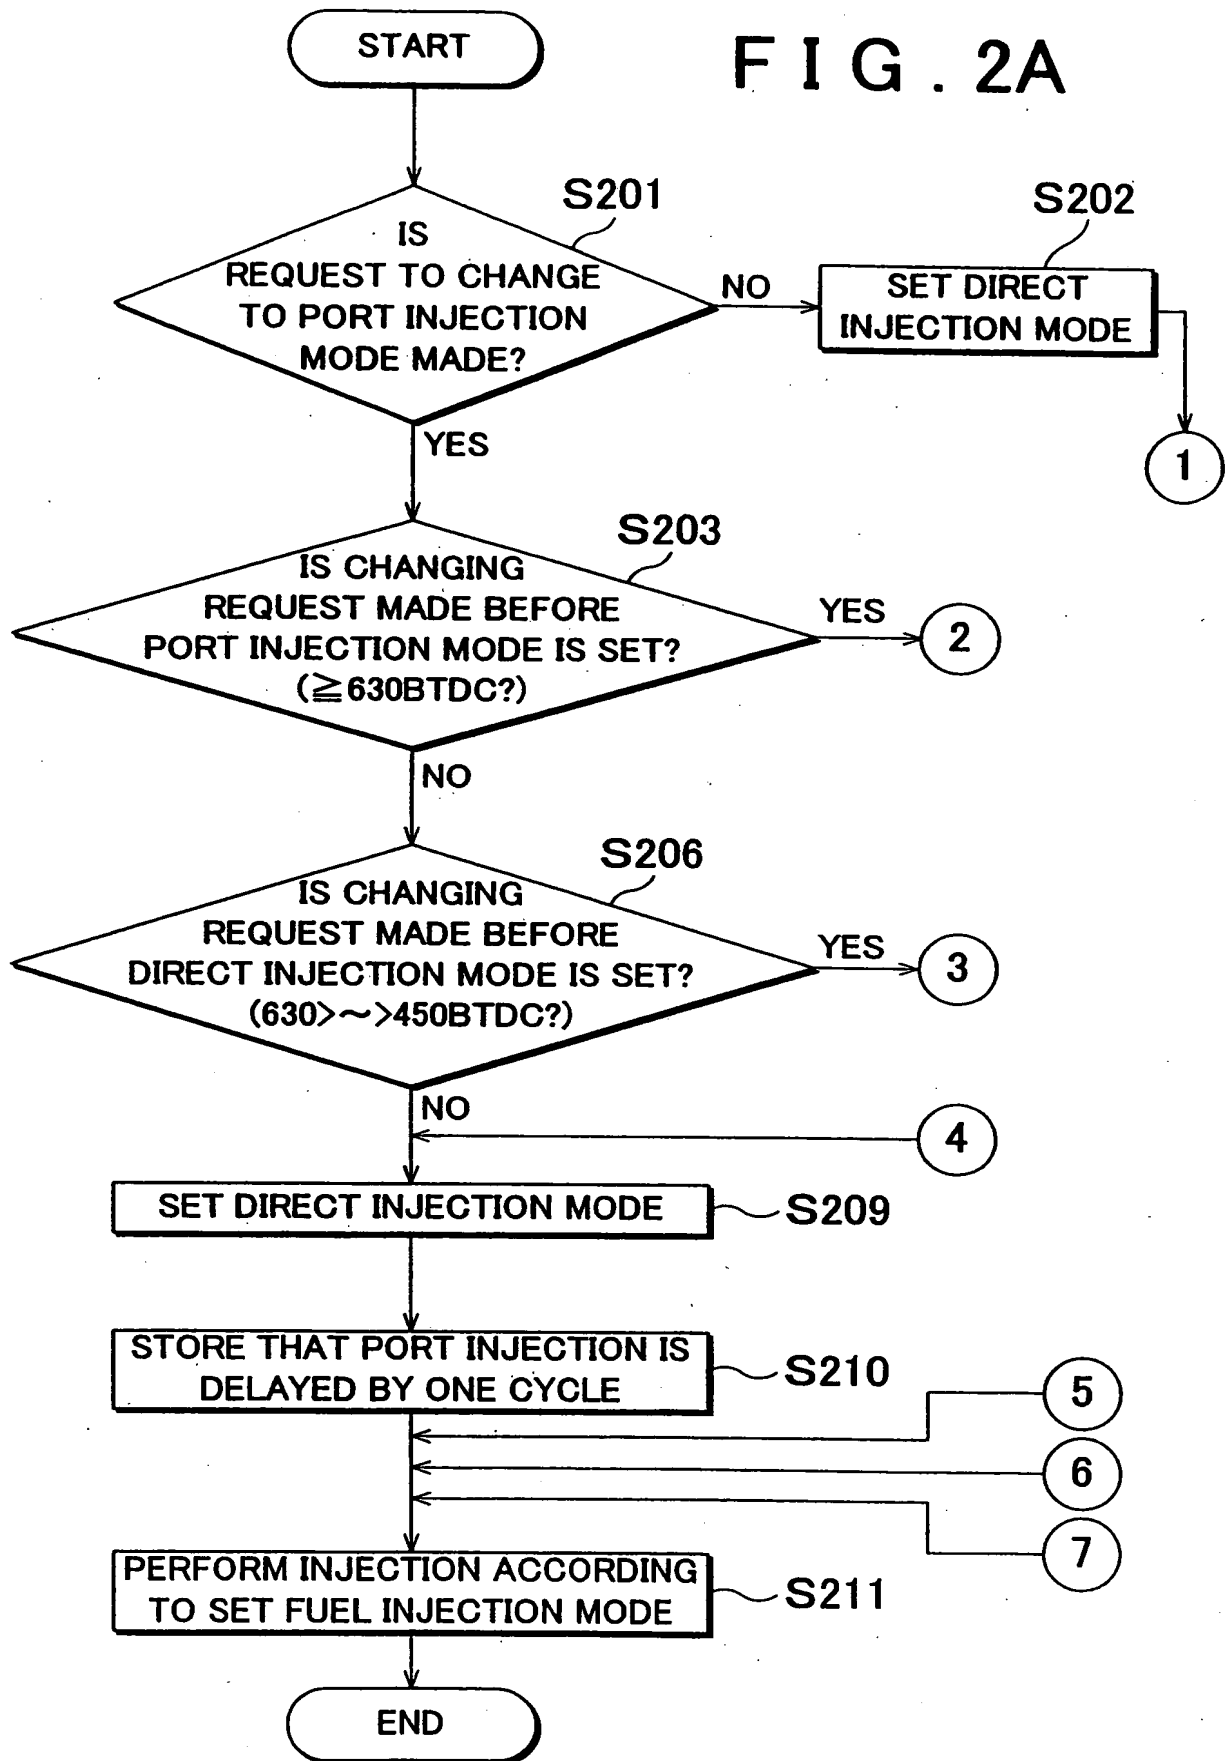 START
FIG. 2A
S201
IS
REQUEST TO CHANGE
TO PORT INJECTION
MODE MADE?
NO
S202
SET DIRECT
INJECTION MODE
1
YES
S203
IS CHANGING
REQUEST MADE BEFORE
PORT INJECTION MODE IS SET?
(≧630BTDC?)
YES
2
NO
S206
IS CHANGING
REQUEST MADE BEFORE
DIRECT INJECTION MODE IS SET?
(630>~>450BTDC?)
YES
3
NO
4
SET DIRECT INJECTION MODE
S209
STORE THAT PORT INJECTION IS
DELAYED BY ONE CYCLE
S210
5
6
7
PERFORM INJECTION ACCORDING
TO SET FUEL INJECTION MODE
S211
END